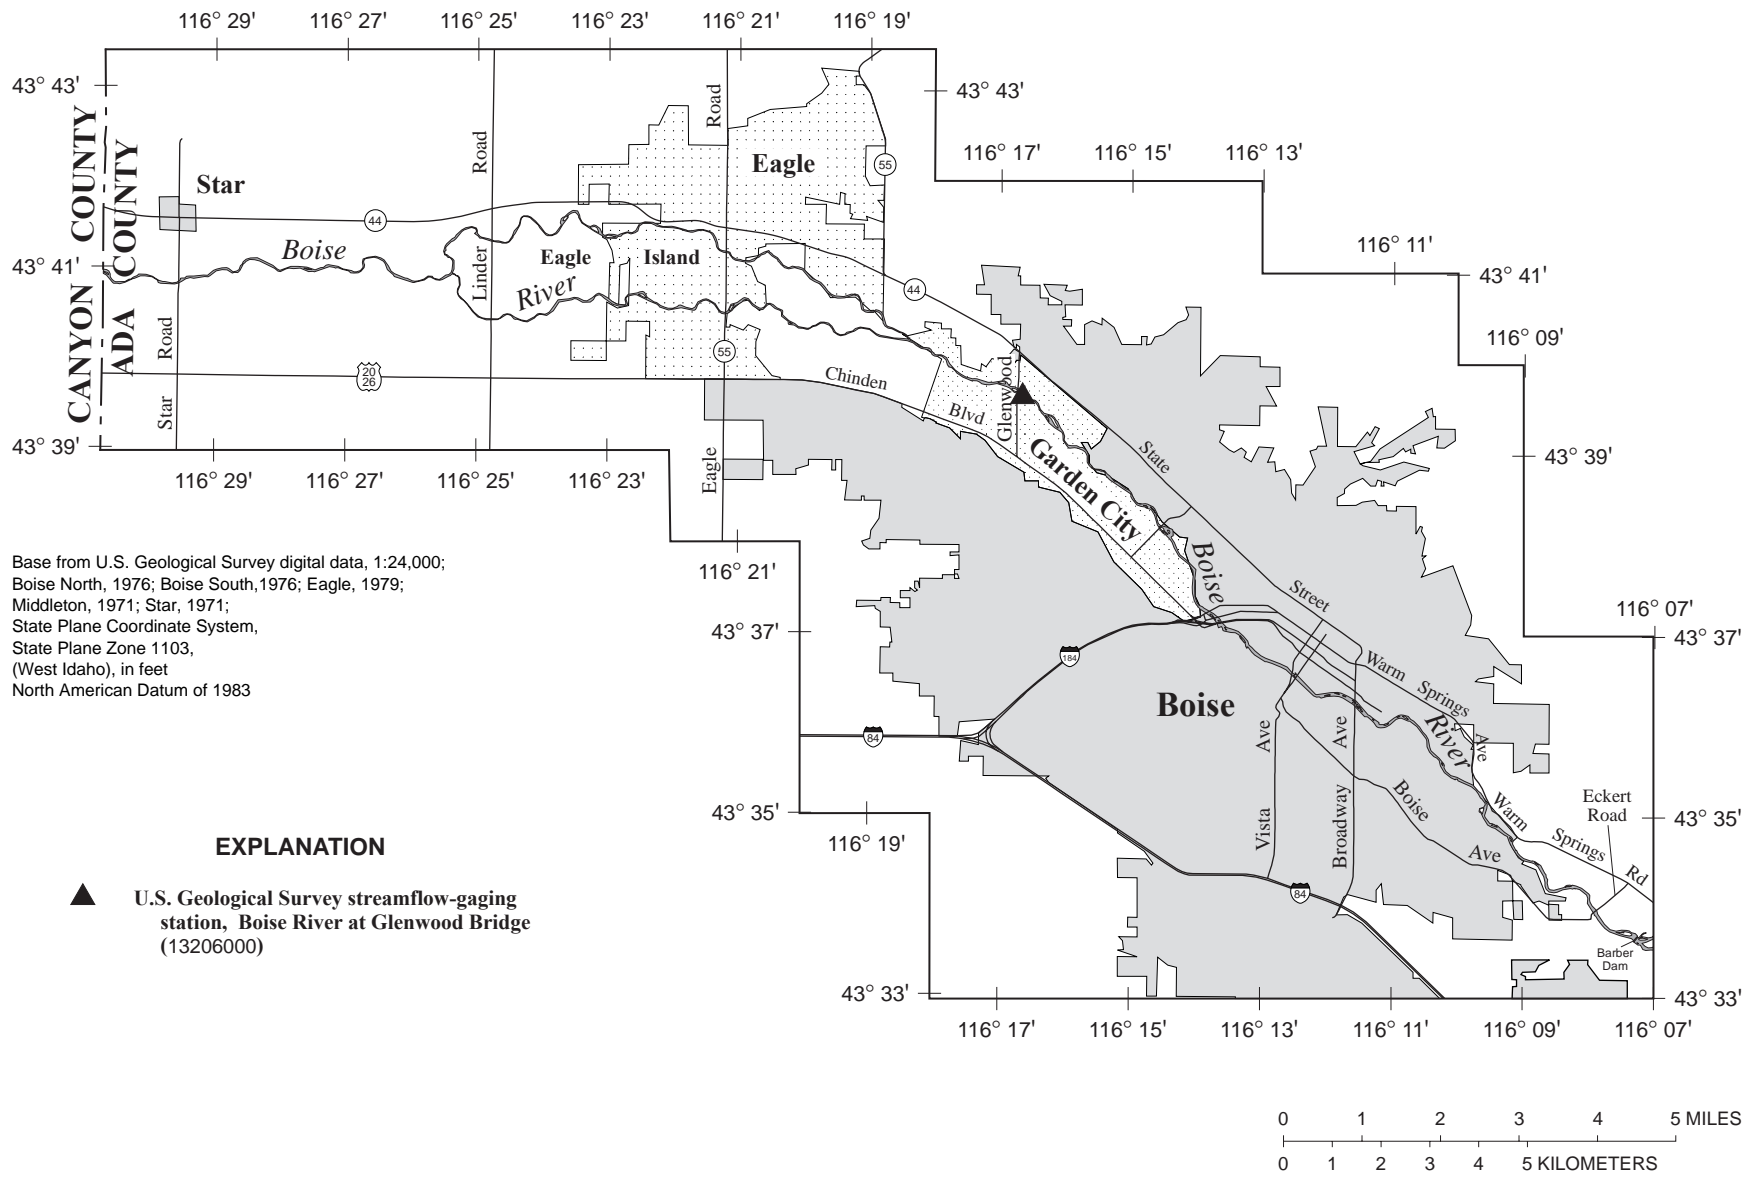 116° 29' 116° 27' 116° 25' 116° 23' 116° 21' 116° 19'
43° 43'
43° 43'
116° 17' 116° 15' 116° 13'
CANYON COUNTY
ADA COUNTY
Star
Road
Road
Eagle
55
44
Boise
Linder
Eagle
Island
River
43° 41'
116° 11'
43° 41'
44
Star Road
20
26
55
Chinden
Blvd
Glenwood
116° 09'
43° 39'
43° 39'
116° 29' 116° 27' 116° 25' 116° 23'
Eagle
Garden City
State
Street
Boise
116° 21'
Base from U.S. Geological Survey digital data, 1:24,000;
Boise North, 1976; Boise South,1976; Eagle, 1979;
Middleton, 1971; Star, 1971;
State Plane Coordinate System,
State Plane Zone 1103,
(West Idaho), in feet
North American Datum of 1983
116° 07'
43° 37'
43° 37'
184
Warm Springs Ave
Boise
River
84
Vista Ave
Broadway Ave
Boise Ave
Warm Springs Rd
Eckert
Road
43° 35'
43° 35'
116° 19'
84
Barber
Dam
43° 33'
43° 33'
116° 17' 116° 15' 116° 13' 116° 11' 116° 09' 116° 07'
EXPLANATION
U.S. Geological Survey streamflow-gaging
station, Boise River at Glenwood Bridge
(13206000)
0 1 2 3 4 5 MILES
0 1 2 3 4 5 KILOMETERS